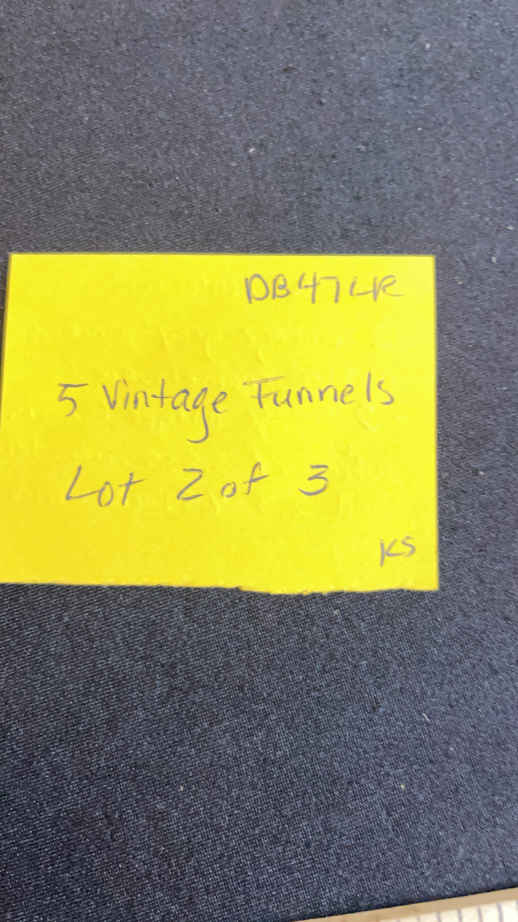 DB47LR
5 Vintage Funnels
Lot 2 of 3
KS